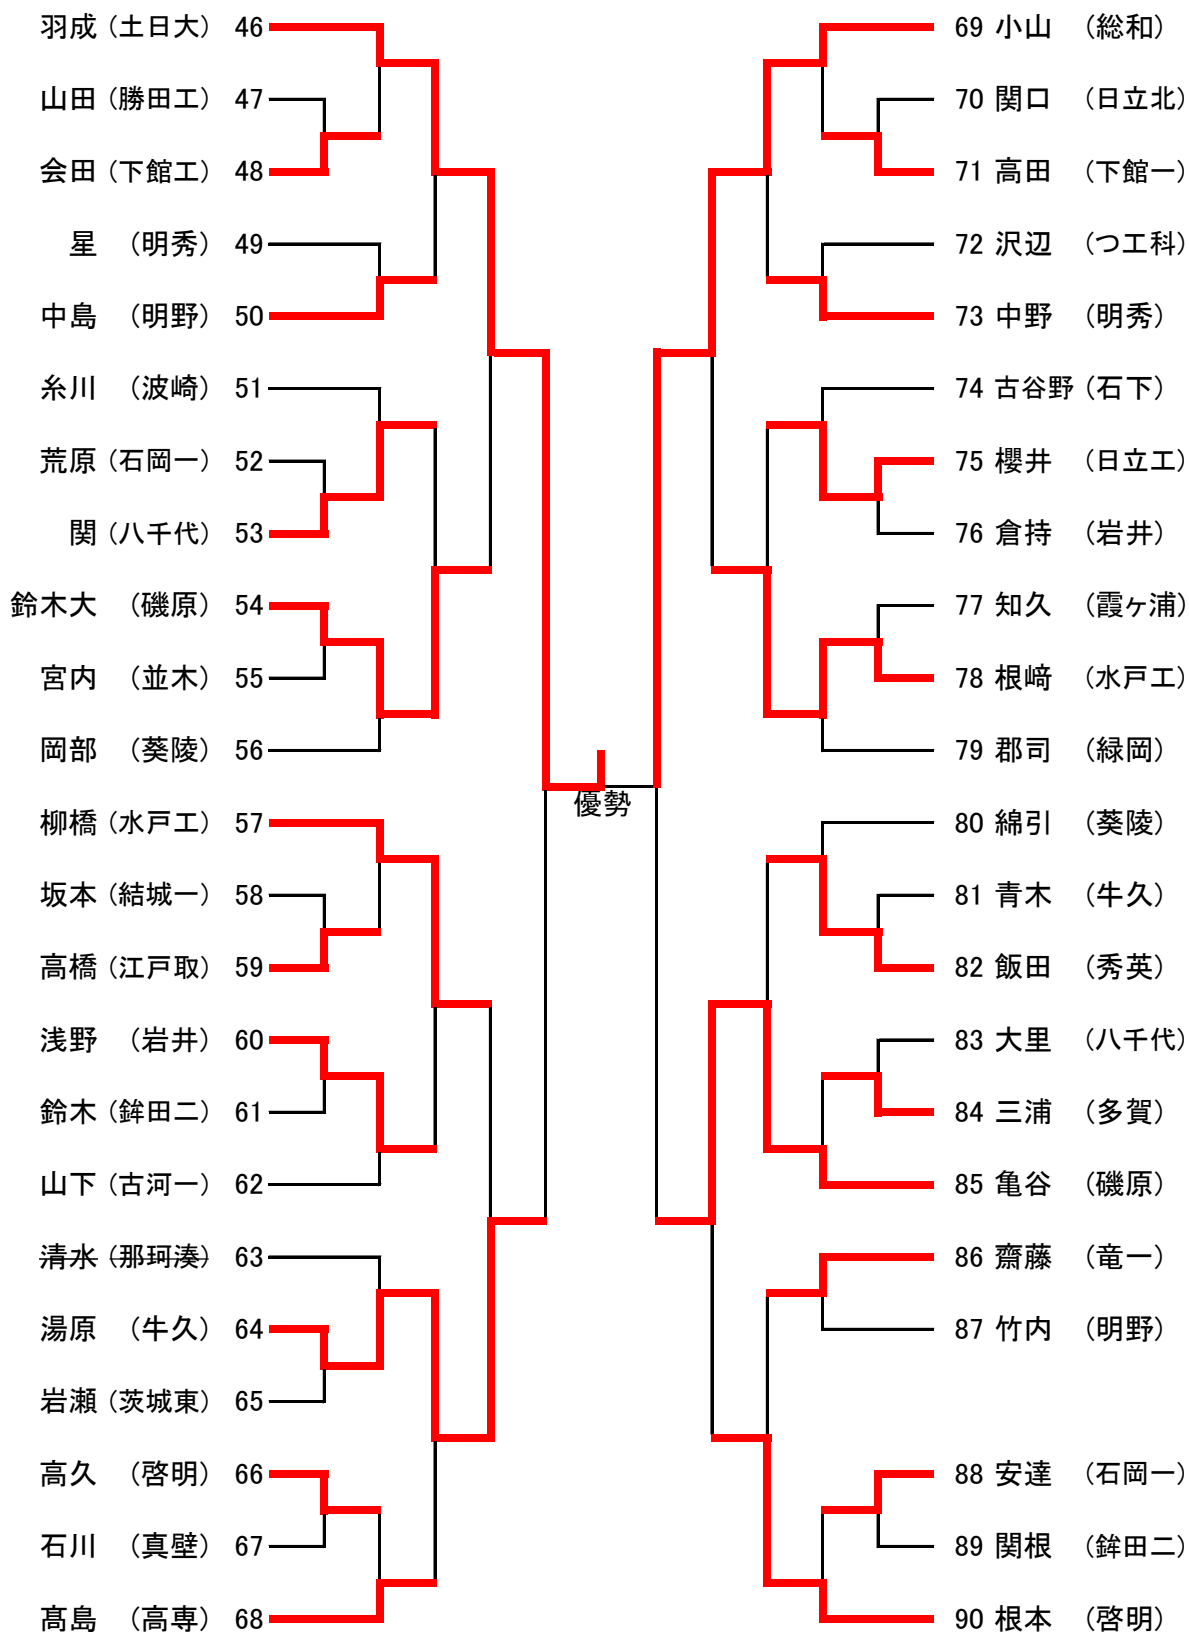 羽成（土日大） 46
山田（勝田工） 47
会田（下館工） 48
星　（明秀） 49
中島　（明野） 50
糸川　（波崎） 51
荒原（石岡一） 52
関（八千代） 53
鈴木大　（磯原） 54
宮内　（並木） 55
岡部　（葵陵） 56
柳橋（水戸工） 57
坂本（結城一） 58
高橋（江戸取） 59
浅野　（岩井） 60
鈴木（鉾田二） 61
山下（古河一） 62
清水（那珂湊） 63
湯原　（牛久） 64
岩瀬（茨城東） 65
高久　（啓明） 66
石川　（真壁） 67
髙島　（高専） 68
優勢
69 小山　（総和）
70 関口　（日立北）
71 高田　（下館一）
72 沢辺　（つ工科）
73 中野　（明秀）
74 古谷野（石下）
75 櫻井　（日立工）
76 倉持　（岩井）
77 知久　（霞ヶ浦）
78 根﨑　（水戸工）
79 郡司　（緑岡）
80 綿引　（葵陵）
81 青木　（牛久）
82 飯田　（秀英）
83 大里　（八千代）
84 三浦　（多賀）
85 亀谷　（磯原）
86 齋藤　（竜一）
87 竹内　（明野）
88 安達　（石岡一）
89 関根　（鉾田二）
90 根本　（啓明）